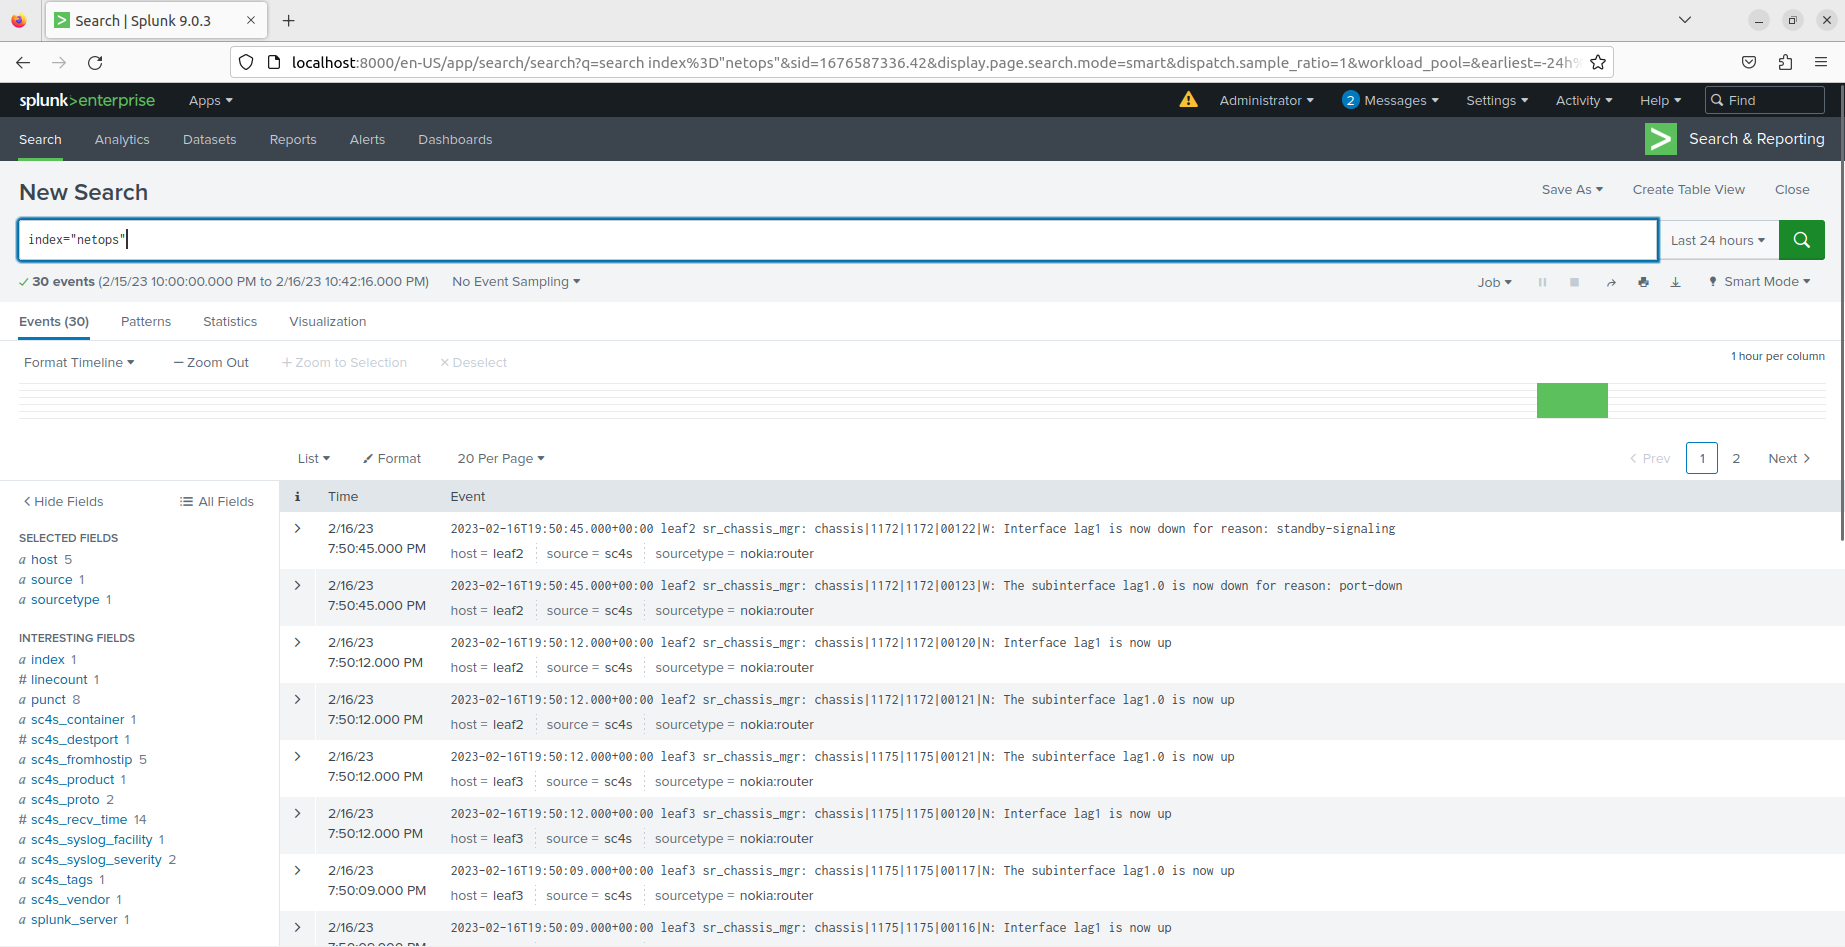 Search | Splunk 9.0.3
localhost:8000/en-US/app/search/search?q=search index%3D"netops"&sid=1676587336.42&display.page.search.mode=smart&dispatch.sample_ratio=1&workload_pool=&earliest=-24h%
splunk>enterprise Apps Administrator 2 Messages Settings Activity Help Find
Search Analytics Datasets Reports Alerts Dashboards Search & Reporting
New Search Save As Create Table View Close
index="netops" Last 24 hours
30 events (2/15/23 10:00:00.000 PM to 2/16/23 10:42:16.000 PM) No Event Sampling Job Smart Mode
Events (30) Patterns Statistics Visualization
Format Timeline — Zoom Out + Zoom to Selection × Deselect 1 hour per column
List Format 20 Per Page < Prev 1 2 Next >
< Hide Fields All Fields
SELECTED FIELDS
a host 5
a source 1
a sourcetype 1
INTERESTING FIELDS
a index 1
# linecount 1
a punct 8
a sc4s_container 1
# sc4s_destport 1
a sc4s_fromhostip 5
a sc4s_product 1
a sc4s_proto 2
# sc4s_recv_time 14
a sc4s_syslog_facility 1
a sc4s_syslog_severity 2
a sc4s_tags 1
a sc4s_vendor 1
a splunk_server 1
i Time Event
2/16/23
7:50:45.000 PM
2023-02-16T19:50:45.000+00:00 leaf2 sr_chassis_mgr: chassis|1172|1172|00122|W: Interface lag1 is now down for reason: standby-signaling
host = leaf2 source = sc4s sourcetype = nokia:router
2/16/23
7:50:45.000 PM
2023-02-16T19:50:45.000+00:00 leaf2 sr_chassis_mgr: chassis|1172|1172|00123|W: The subinterface lag1.0 is now down for reason: port-down
host = leaf2 source = sc4s sourcetype = nokia:router
2/16/23
7:50:12.000 PM
2023-02-16T19:50:12.000+00:00 leaf2 sr_chassis_mgr: chassis|1172|1172|00120|N: Interface lag1 is now up
host = leaf2 source = sc4s sourcetype = nokia:router
2/16/23
7:50:12.000 PM
2023-02-16T19:50:12.000+00:00 leaf2 sr_chassis_mgr: chassis|1172|1172|00121|N: The subinterface lag1.0 is now up
host = leaf2 source = sc4s sourcetype = nokia:router
2/16/23
7:50:12.000 PM
2023-02-16T19:50:12.000+00:00 leaf3 sr_chassis_mgr: chassis|1175|1175|00121|N: The subinterface lag1.0 is now up
host = leaf3 source = sc4s sourcetype = nokia:router
2/16/23
7:50:12.000 PM
2023-02-16T19:50:12.000+00:00 leaf3 sr_chassis_mgr: chassis|1175|1175|00120|N: Interface lag1 is now up
host = leaf3 source = sc4s sourcetype = nokia:router
2/16/23
7:50:09.000 PM
2023-02-16T19:50:09.000+00:00 leaf3 sr_chassis_mgr: chassis|1175|1175|00117|N: The subinterface lag1.0 is now up
host = leaf3 source = sc4s sourcetype = nokia:router
2/16/23
7:50:09.000 PM
2023-02-16T19:50:09.000+00:00 leaf3 sr_chassis_mgr: chassis|1175|1175|00116|N: Interface lag1 is now up